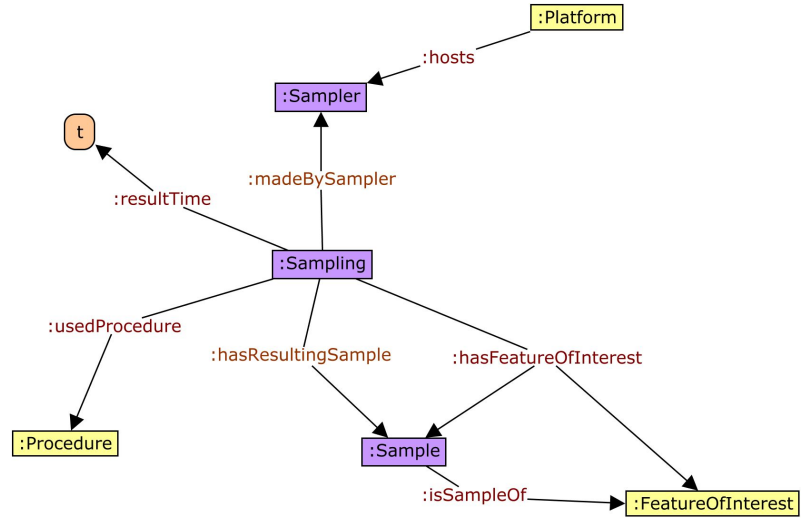 :Platform
:hosts
:Sampler
t
:madeBySampler
:resultTime
:Sampling
:usedProcedure
:hasResultingSample
:hasFeatureOfInterest
:Procedure
:Sample
:isSampleOf
:FeatureOfInterest